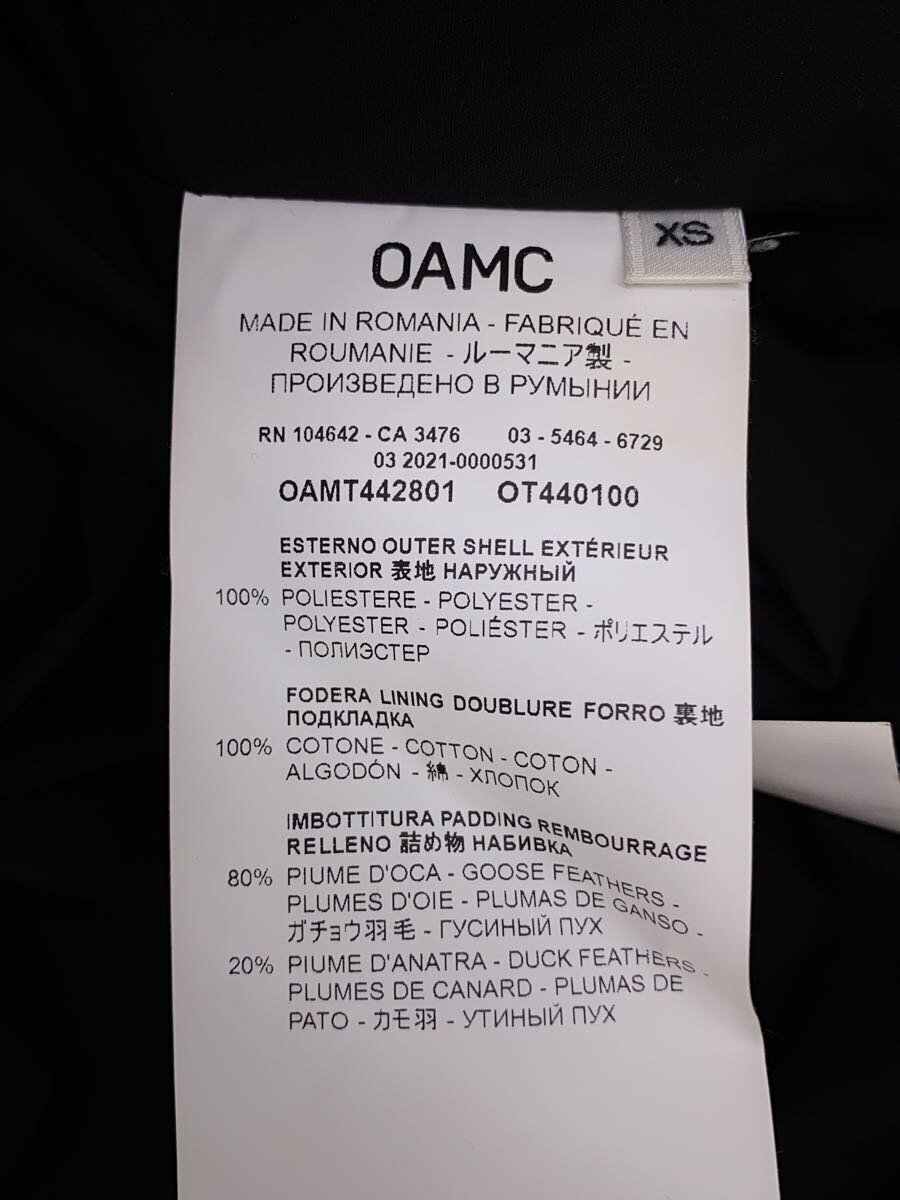 XS
OAMC
MADE IN ROMANIA - FABRIQUÉ EN
ROUMANIE - ルーマニア製 -
ПРОИЗВЕДЕНО В РУМЫНИИ
RN 104642 - CA 3476 03 - 5464 - 6729
03 2021-0000531
OAMT442801 OT440100
ESTERNO OUTER SHELL EXTÉRIEUR
EXTERIOR 表地 НАРУЖНЫЙ
100% POLIESTERE - POLYESTER -
POLYESTER - POLIÉSTER - ポリエステル
- ПОЛИЭСТЕР
FODERA LINING DOUBLURE FORRO 裏地
ПОДКЛАДКА
100% COTONE - COTTON - COTON -
ALGODÓN - 綿 - ХЛОПОК
IMBOTTITURA PADDING REMBOURRAGE
RELLENO 詰め物 НАБИВКА
80% PIUME D'OCA - GOOSE FEATHERS -
PLUMES D'OIE - PLUMAS DE GANSO -
ガチョウ羽毛 - ГУСИНЫЙ ПУХ
20% PIUME D'ANATRA - DUCK FEATHERS -
PLUMES DE CANARD - PLUMAS DE
PATO - カモ羽 - УТИНЫЙ ПУХ